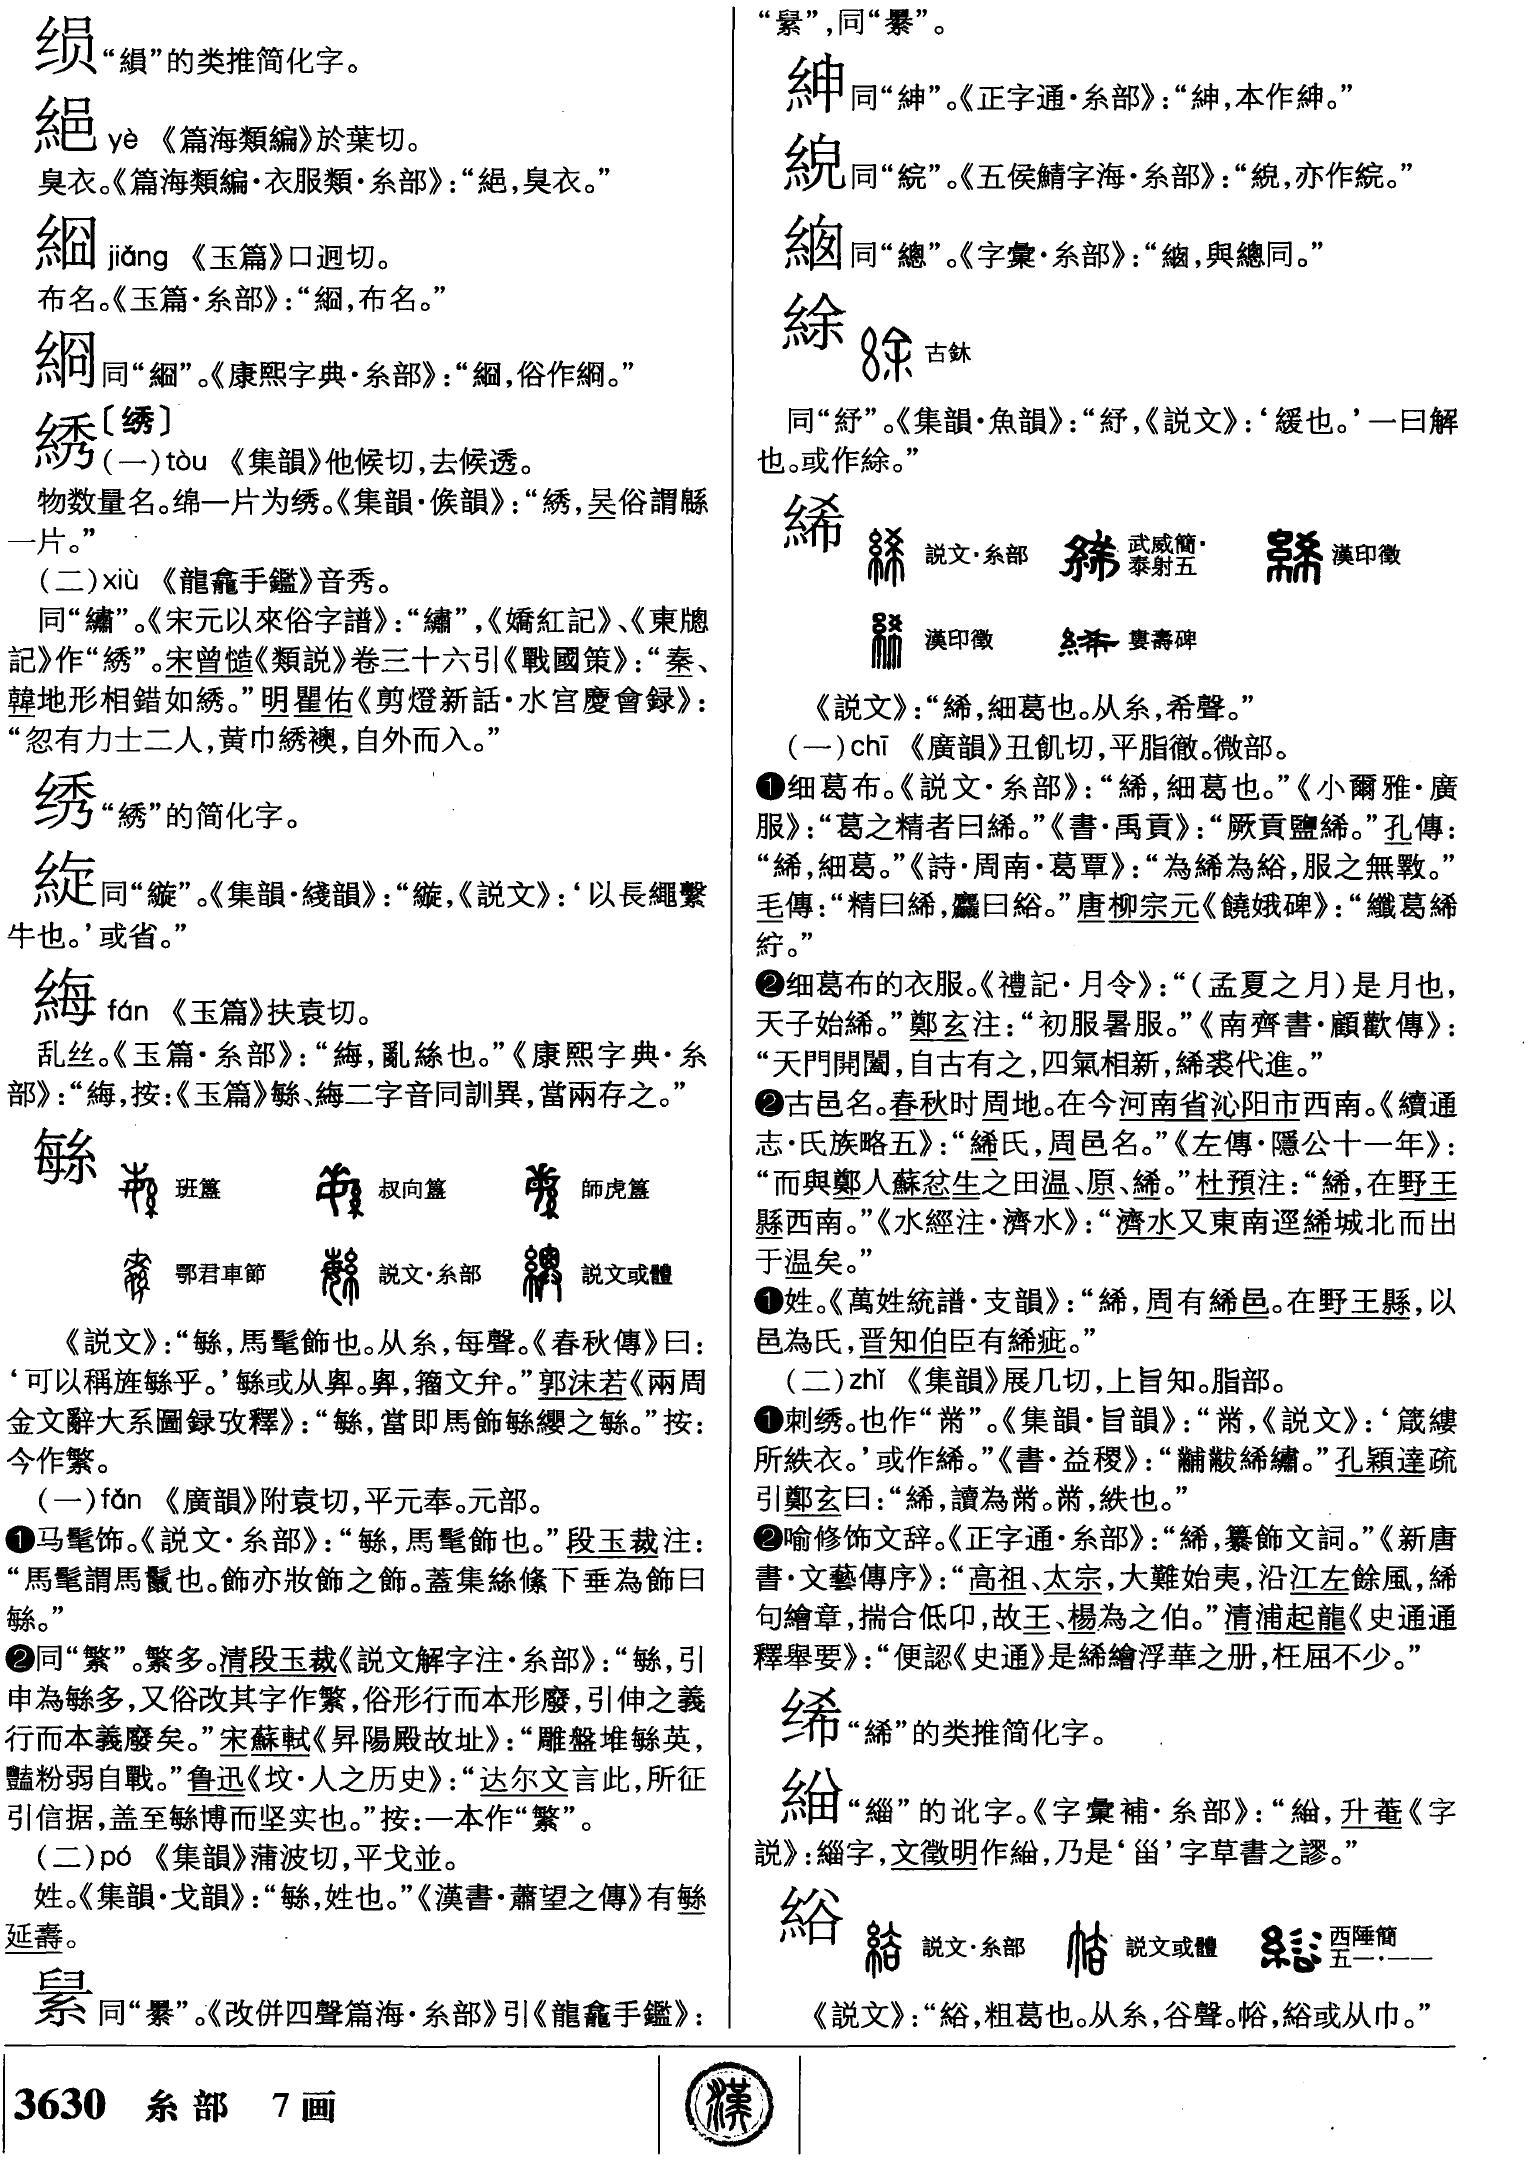 缊“緼”的类推简化字。
絸 yè 《篇海類編》於葉切。
臭衣。《篇海類編·衣服類·糸部》：“，臭衣。”
jiǒng 《玉篇》口迥切。
布名。《玉篇·糸部》：“，布名。”
同“”。《康熙字典·糸部》：“，俗作綗。”
綉〔绣〕
(一)tòu 《集韻》他候切，去候透。
物数量名。绵一片为绣。《集韻·㑋韻》：“綉，吴俗謂緜
一片。”
(二)xiù 《龍龕手鑑》音秀。
同“繡”。《宋元以來俗字譜》：“繡”，《嬌紅記》、《東牕
記》作“綉”。宋曾慥《類説》卷三十六引《戰國策》：“秦、
韓地形相錯如綉。”明瞿佑《剪燈新話·水宫慶會録》：
“忽有力士二人，黄巾綉襖，自外而入。”
绣“綉”的简化字。
綻同“縼”。《集韻·綫韻》：“縼，《説文》：‘以長繩繫
牛也。’或省。”
䋣 fán 《玉篇》扶袁切。
乱丝。《玉篇·糸部》：“䋣，亂絲也。”《康熙字典·糸
部》：“䋣，按：《玉篇》緐、䋣二字音同訓異，當兩存之。”
緐 班簋 叔向簋 師虎簋
鄂君車節 説文·糸部 説文或體
《説文》：“緐，馬髦飾也。从糸，每聲。《春秋傳》曰：
‘可以稱旌緐乎。’緐或从𢍍。𢍍，籀文弁。”郭沫若《兩周
金文辭大系圖録攷釋》：“緐，當即馬飾緐纓之緐。”按：
今作繁。
(一)fán 《廣韻》附袁切，平元奉。元部。
❶马髦饰。《説文·糸部》：“緐，馬髦飾也。”段玉裁注：
“馬髦謂馬鬣也。飾亦妝飾之飾。蓋集絲絛下垂為飾曰
緐。”
❷同“繁”。繁多。清段玉裁《説文解字注·糸部》：“緐，引
申為緐多，又俗改其字作繁，俗形行而本形廢，引伸之義
行而本義廢矣。”宋蘇軾《昇陽殿故址》：“雕盤堆緐英，
豔粉弱自戰。”鲁迅《坟·人之历史》：“达尔文言此，所征
引信据，盖至緐博而坚实也。”按：一本作“繁”。
(二)pó 《集韻》蒲波切，平戈並。
姓。《集韻·戈韻》：“緐，姓也。”《漢書·蕭望之傳》有緐
延壽。
同“纍”。《改併四聲篇海·糸部》引《龍龕手鑑》：
“”，同“纍”。
紳同“紳”。《正字通·糸部》：“紳，本作紳。”
同“綄”。《五侯鯖字海·糸部》：“，亦作綄。”
同“總”。《字彙·糸部》：“，與總同。”
䋡 古鉥
同“紓”。《集韻·魚韻》：“紓，《説文》：‘緩也。’一曰解
也。或作䋡。”
絺 説文·糸部 武威簡·泰射五 漢印徵
漢印徵 婁壽碑
《説文》：“絺，細葛也。从糸，希聲。”
(一)chī 《廣韻》丑飢切，平脂徹。微部。
❶细葛布。《説文·糸部》：“絺，細葛也。”《小爾雅·廣
服》：“葛之精者曰絺。”《書·禹貢》：“厥貢鹽絺。”孔傳：
“絺，細葛。”《詩·周南·葛覃》：“為絺為綌，服之無斁。”
毛傳：“精曰絺，麤曰綌。”唐柳宗元《饒娥碑》：“纖葛絺
紵。”
❷细葛布的衣服。《禮記·月令》：“(孟夏之月)是月也，
天子始絺。”鄭玄注：“初服暑服。”《南齊書·顧歡傳》：
“天門開闔，自古有之，四氣相新，絺裘代進。”
❷古邑名。春秋时周地。在今河南省沁阳市西南。《續通
志·氏族略五》：“絺氏，周邑名。”《左傳·隱公十一年》：
“而與鄭人蘇忿生之田温、原、絺。”杜預注：“絺，在野王
縣西南。”《水經注·濟水》：“濟水又東南逕絺城北而出
于温矣。”
❶姓。《萬姓統譜·支韻》：“絺，周有絺邑。在野王縣，以
邑為氏，晋知伯臣有絺疵。”
(二)zhǐ 《集韻》展几切，上旨知。脂部。
❶刺绣。也作“黹”。《集韻·旨韻》：“黹，《説文》：‘箴縷
所紩衣。’或作絺。”《書·益稷》：“黼黻絺繡。”孔穎達疏
引鄭玄曰：“絺，讀為黹。黹，紩也。”
❷喻修饰文辞。《正字通·糸部》：“絺，纂飾文詞。”《新唐
書·文藝傳序》：“高祖、太宗，大難始夷，沿江左餘風，絺
句繪章，揣合低卬，故王、楊為之伯。”清浦起龍《史通通
釋舉要》：“便認《史通》是絺繪浮華之册，枉屈不少。”
𫄨“絺”的类推简化字。
“緇”的讹字。《字彙補·糸部》：“，升菴《字
説》：緇字，文徵明作，乃是‘甾’字草書之謬。”
綌 説文·糸部 説文或體 西陲簡五一·一一
《説文》：“綌，粗葛也。从糸，谷聲。㡤，綌或从巾。”
3630 糸部 7画
漢